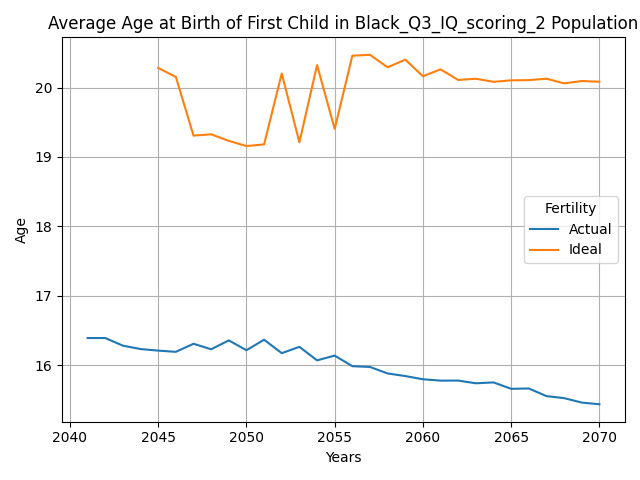 Average Age at Birth of First Child in Black_Q3_IQ_scoring_2 Population
Age
20
19
18
17
16
Fertility
Actual
Ideal
2040 2045 2050 2055 2060 2065 2070
Years